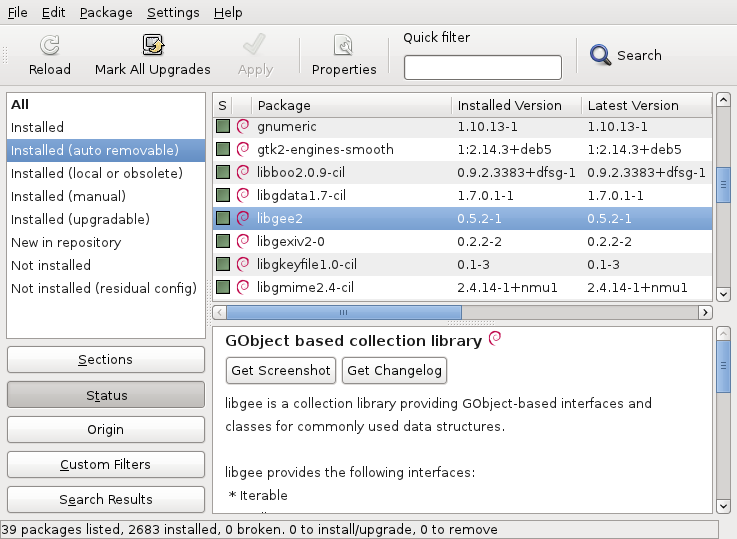 File Edit Package Settings Help
Reload Mark All Upgrades Apply Properties Quick filter Search
All
Installed
Installed (auto removable)
Installed (local or obsolete)
Installed (manual)
Installed (upgradable)
New in repository
Not installed
Not installed (residual config)
Sections
Status
Origin
Custom Filters
Search Results
S Package Installed Version Latest Version
gnumeric 1.10.13-1 1.10.13-1
gtk2-engines-smooth 1:2.14.3+deb5 1:2.14.3+deb5
libboo2.0.9-cil 0.9.2.3383+dfsg-1 0.9.2.3383+dfsg-1
libgdata1.7-cil 1.7.0.1-1 1.7.0.1-1
libgee2 0.5.2-1 0.5.2-1
libgexiv2-0 0.2.2-2 0.2.2-2
libgkeyfile1.0-cil 0.1-3 0.1-3
libgmime2.4-cil 2.4.14-1+nmu1 2.4.14-1+nmu1
GObject based collection library
Get Screenshot Get Changelog
libgee is a collection library providing GObject-based interfaces and
classes for commonly used data structures.
libgee provides the following interfaces:
* Iterable
39 packages listed, 2683 installed, 0 broken. 0 to install/upgrade, 0 to remove